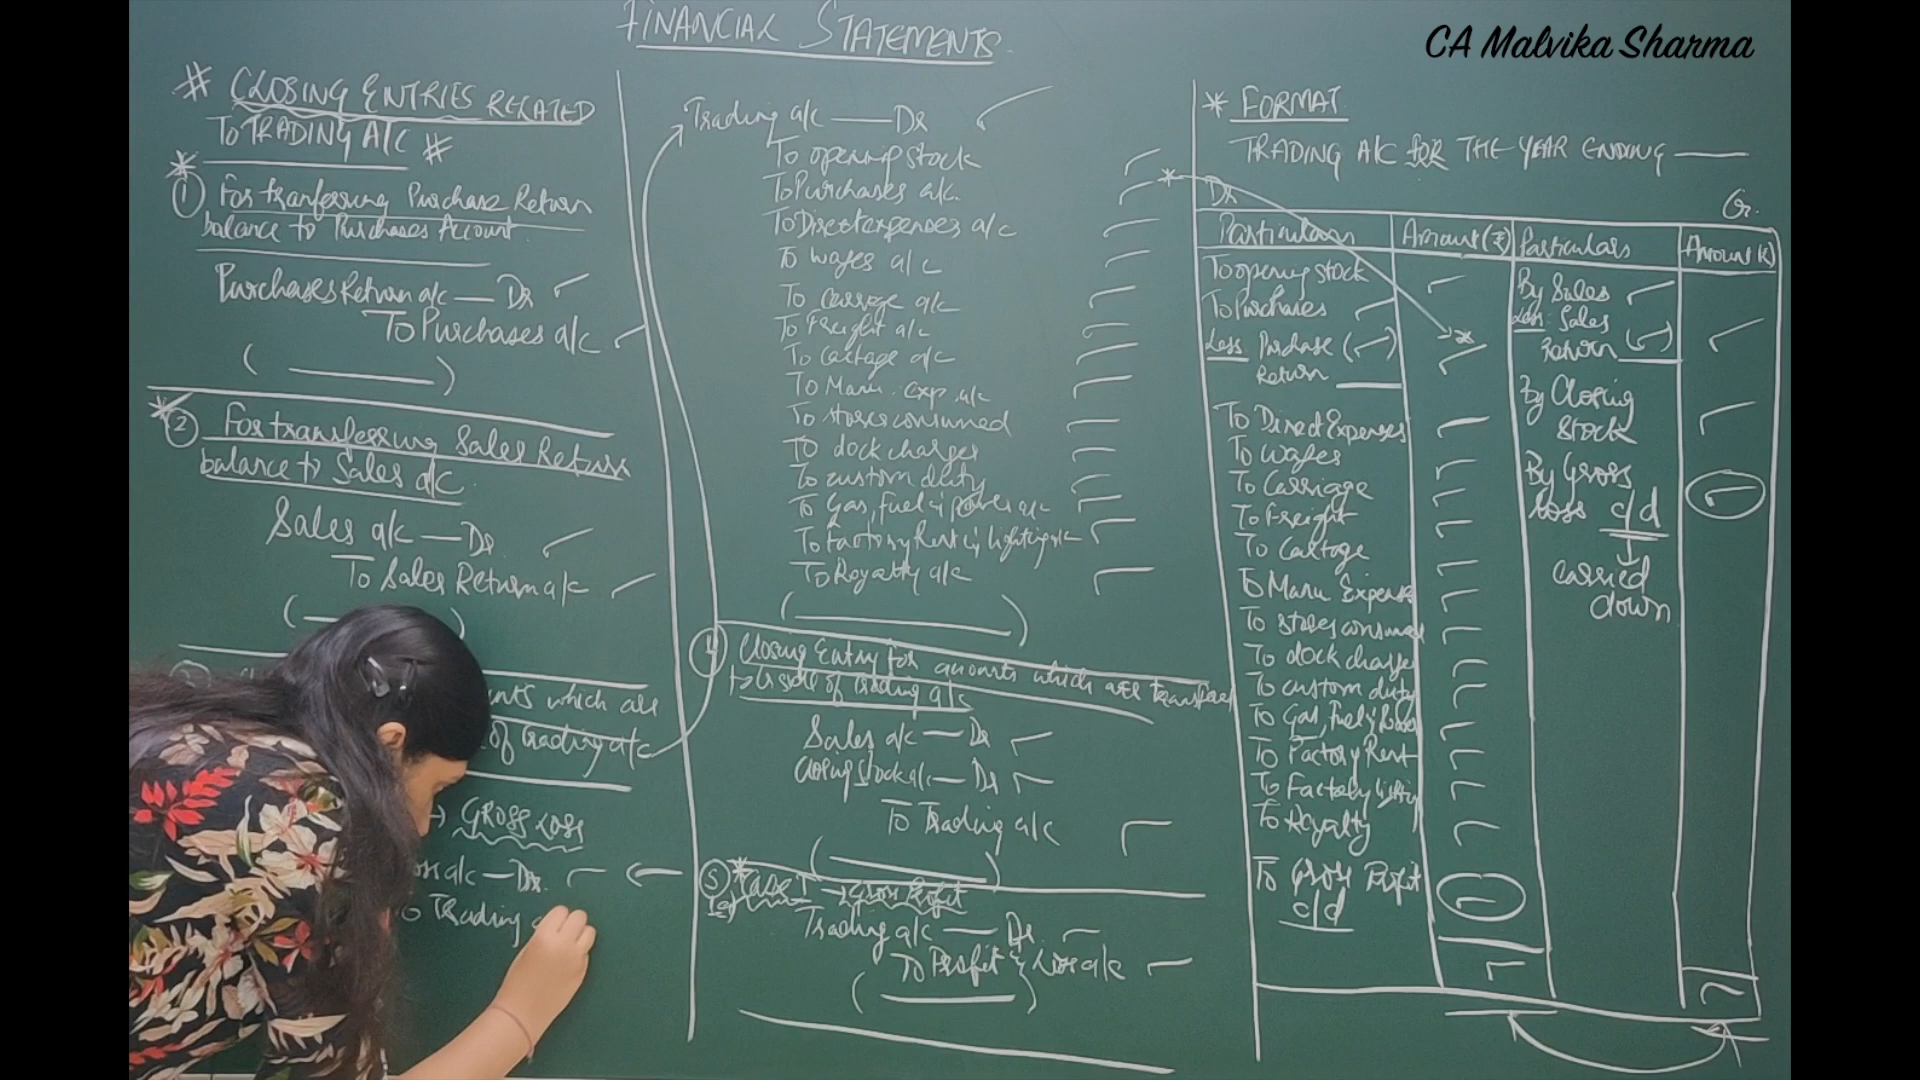 FINANCIAL STATEMENTS
CA Malvika Sharma
# CLOSING ENTRIES RELATED
TO TRADING A/C #
* ① For transferring Purchase Return
balance to Purchases Account
Purchases Return a/c — Dr
To Purchases a/c
* ② For transferring Sales Return
balance to Sales a/c
Sales a/c — Dr
To Sales Return a/c
which are
of Trading a/c
→ GROSS LOSS
a/c — Dr
To Trading
Trading a/c — Dr
To opening stock
To Purchases a/c.
To Direct expenses a/c
To wages a/c
To carriage a/c
To Freight a/c
To cartage a/c
To Manu. exp. a/c
To stores consumed
To dock charges
To custom duty
To Gas, fuel & power a/c
To Factory Rent & lighting a/c
To Royalty a/c
④ Closing Entry for amounts which are transferred
to Cr side of Trading a/c
Sales a/c — Dr
Closing stock a/c — Dr
To Trading a/c
⑤ * Case I → Gross Profit
Trading a/c — Dr
To Profit & Loss a/c
* FORMAT
TRADING A/C FOR THE YEAR ENDING
Dr
Cr.
Particulars Amount (₹) Particulars Amount (₹)
To opening stock
To Purchases
Less Purchase
Return
To Direct Expenses
To wages
To Carriage
To Freight
To Cartage
To Manu. Expense
To stores consumed
To dock charges
To custom duty
To Gas, Fuel & Power
To Factory Rent
To Factory lighting
To Royalty
To Gross Profit
c/d
By Sales
Less: Sales
Return
By Closing
Stock
By Gross
Loss c/d
carried
down